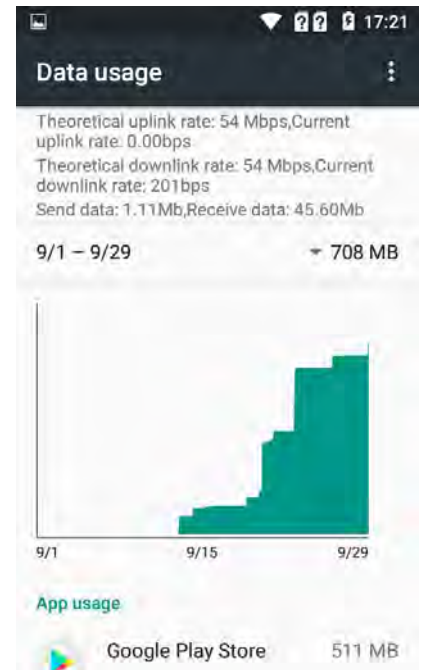 17:21
Data usage
Theoretical uplink rate: 54 Mbps,Current
uplink rate: 0.00bps
Theoretical downlink rate: 54 Mbps,Current
downlink rate: 201bps
Send data: 1.11Mb,Receive data: 45.60Mb
9/1 – 9/29 708 MB
9/1 9/15 9/29
App usage
Google Play Store 511 MB